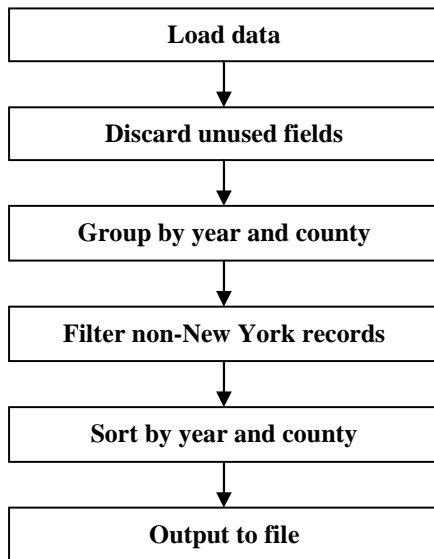 Load data
Discard unused fields
Group by year and county
Filter non-New York records
Sort by year and county
Output to file